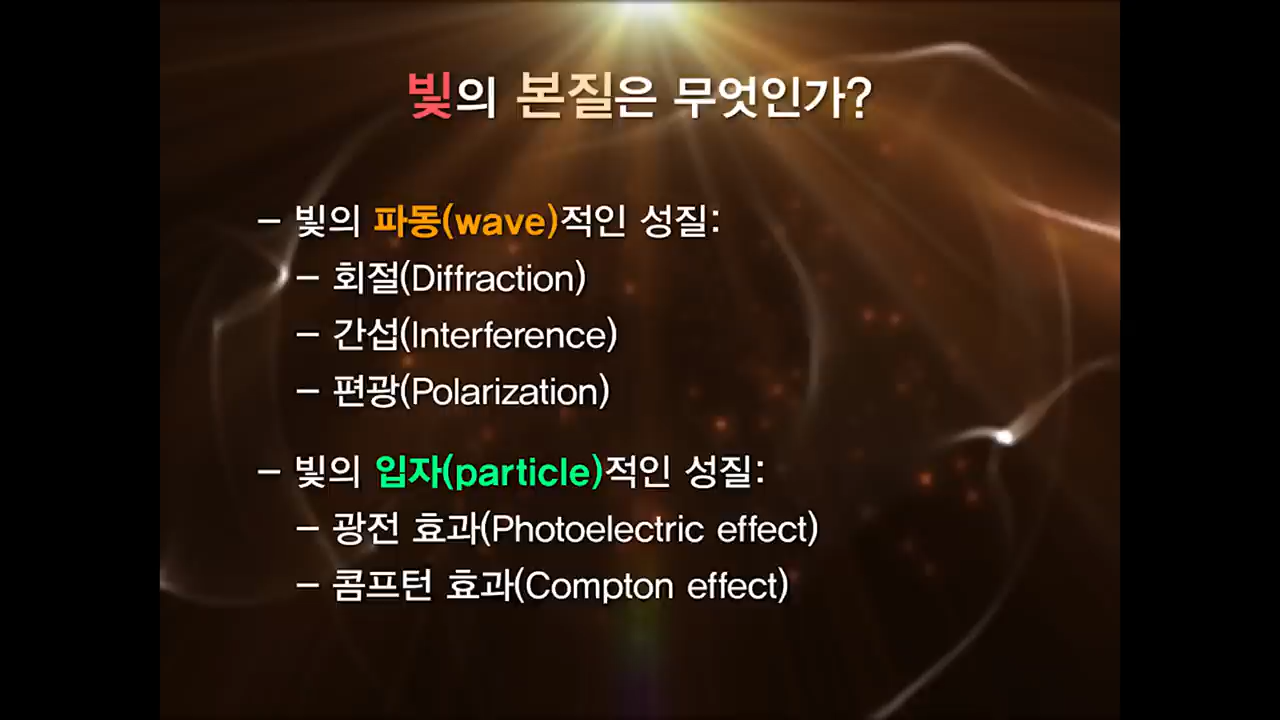 빛의 본질은 무엇인가?
– 빛의 파동(wave)적인 성질:
– 회절(Diffraction)
– 간섭(Interference)
– 편광(Polarization)
– 빛의 입자(particle)적인 성질:
– 광전 효과(Photoelectric effect)
– 콤프턴 효과(Compton effect)